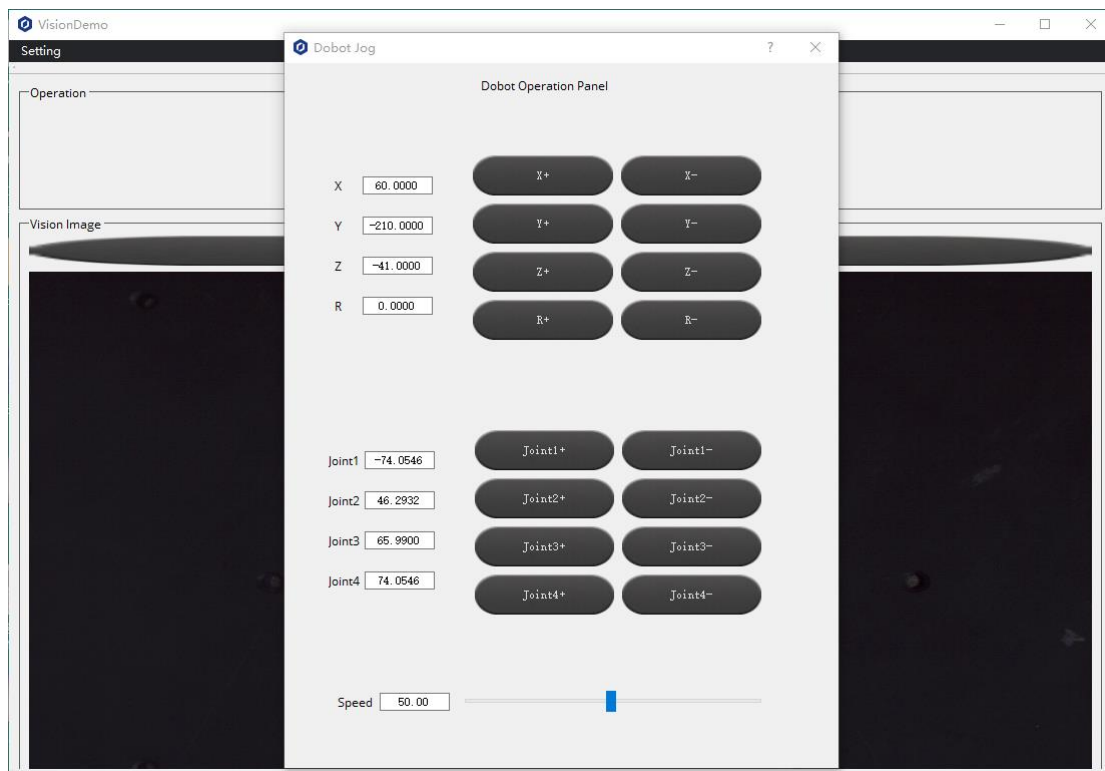 VisionDemo
Setting
Dobot Jog ?
Operation
Dobot Operation Panel
X 60.0000 X+ X-
Y -210.0000 Y+ Y-
Vision Image
Z -41.0000 Z+ Z-
R 0.0000 R+ R-
Joint1 -74.0546 Joint1+ Joint1-
Joint2 46.2932 Joint2+ Joint2-
Joint3 65.9900 Joint3+ Joint3-
Joint4 74.0546 Joint4+ Joint4-
Speed 50.00